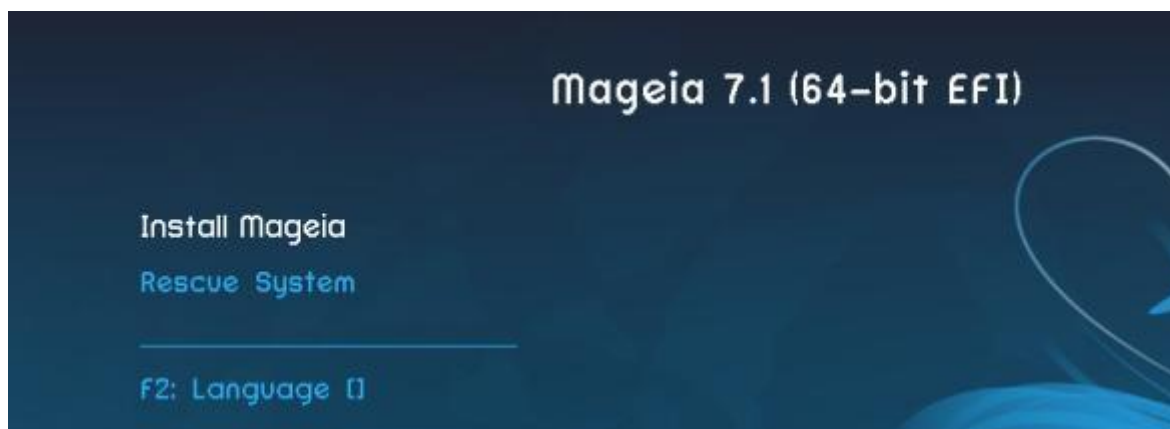 Mageia 7.1 (64-bit EFI)
Install Mageia
Rescue System
F2: Language []